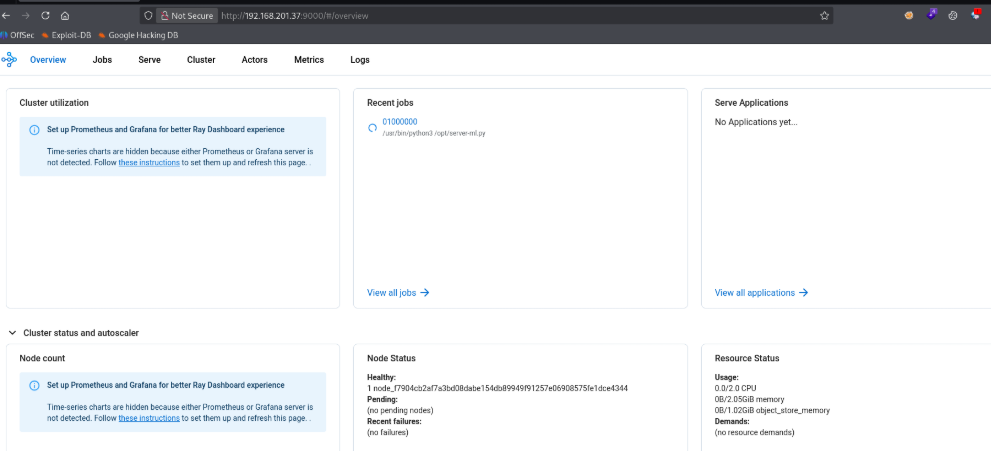 Not Secure http://192.168.201.37:9000/#/overview
4
OffSec Exploit-DB Google Hacking DB
Overview Jobs Serve Cluster Actors Metrics Logs
Cluster utilization
Set up Prometheus and Grafana for better Ray Dashboard experience
Time-series charts are hidden because either Prometheus or Grafana server is
not detected. Follow these instructions to set them up and refresh this page. .
Recent jobs
01000000
/usr/bin/python3 /opt/server-ml.py
View all jobs
Serve Applications
No Applications yet...
View all applications
Cluster status and autoscaler
Node count
Set up Prometheus and Grafana for better Ray Dashboard experience
Time-series charts are hidden because either Prometheus or Grafana server is
not detected. Follow these instructions to set them up and refresh this page. .
Node Status
Healthy:
1 node_f7904cb2af7a3bd08dabe154db89949f91257e06908575fe1dce4344
Pending:
(no pending nodes)
Recent failures:
(no failures)
Resource Status
Usage:
0.0/2.0 CPU
0B/2.05GiB memory
0B/1.02GiB object_store_memory
Demands:
(no resource demands)